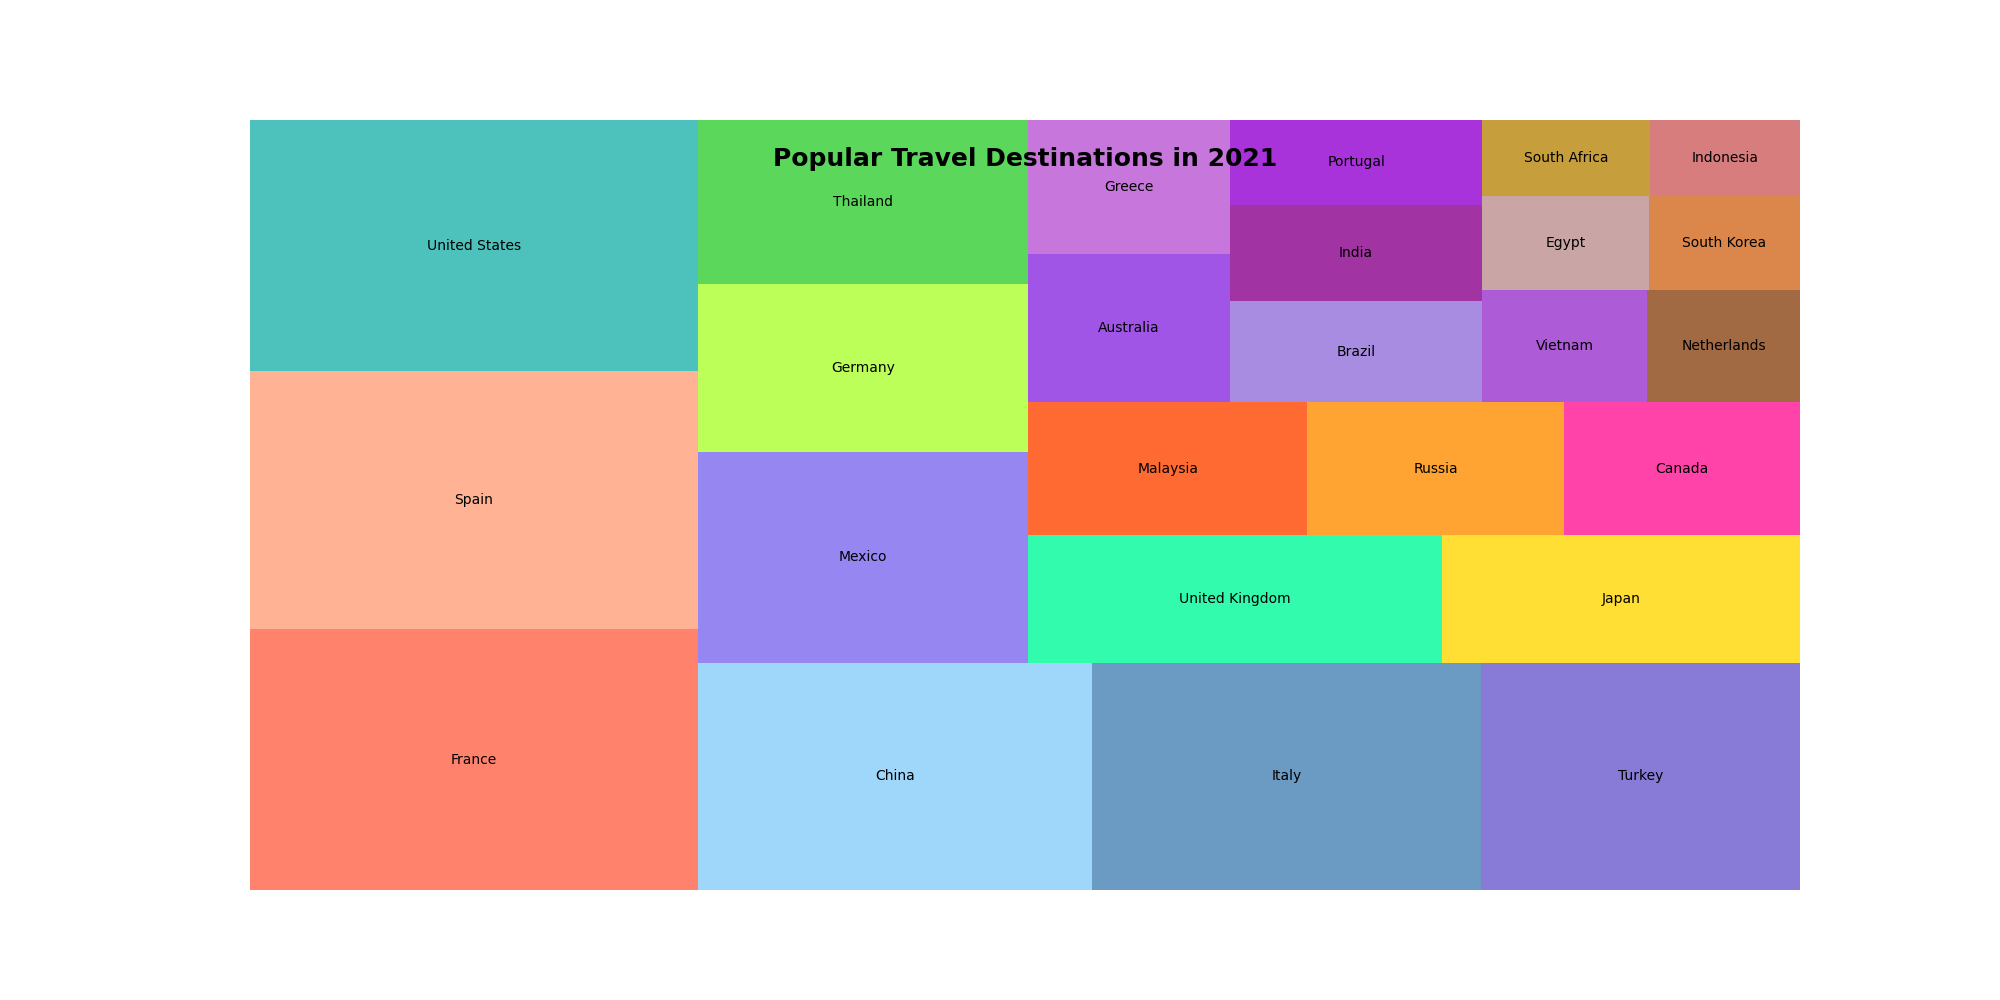 Popular Travel Destinations in 2021
United States
Spain
France
Thailand
Germany
Mexico
China
Italy
Turkey
Greece
Australia
Portugal
India
Brazil
South Africa
Indonesia
Egypt
South Korea
Vietnam
Netherlands
Malaysia
Russia
Canada
United Kingdom
Japan